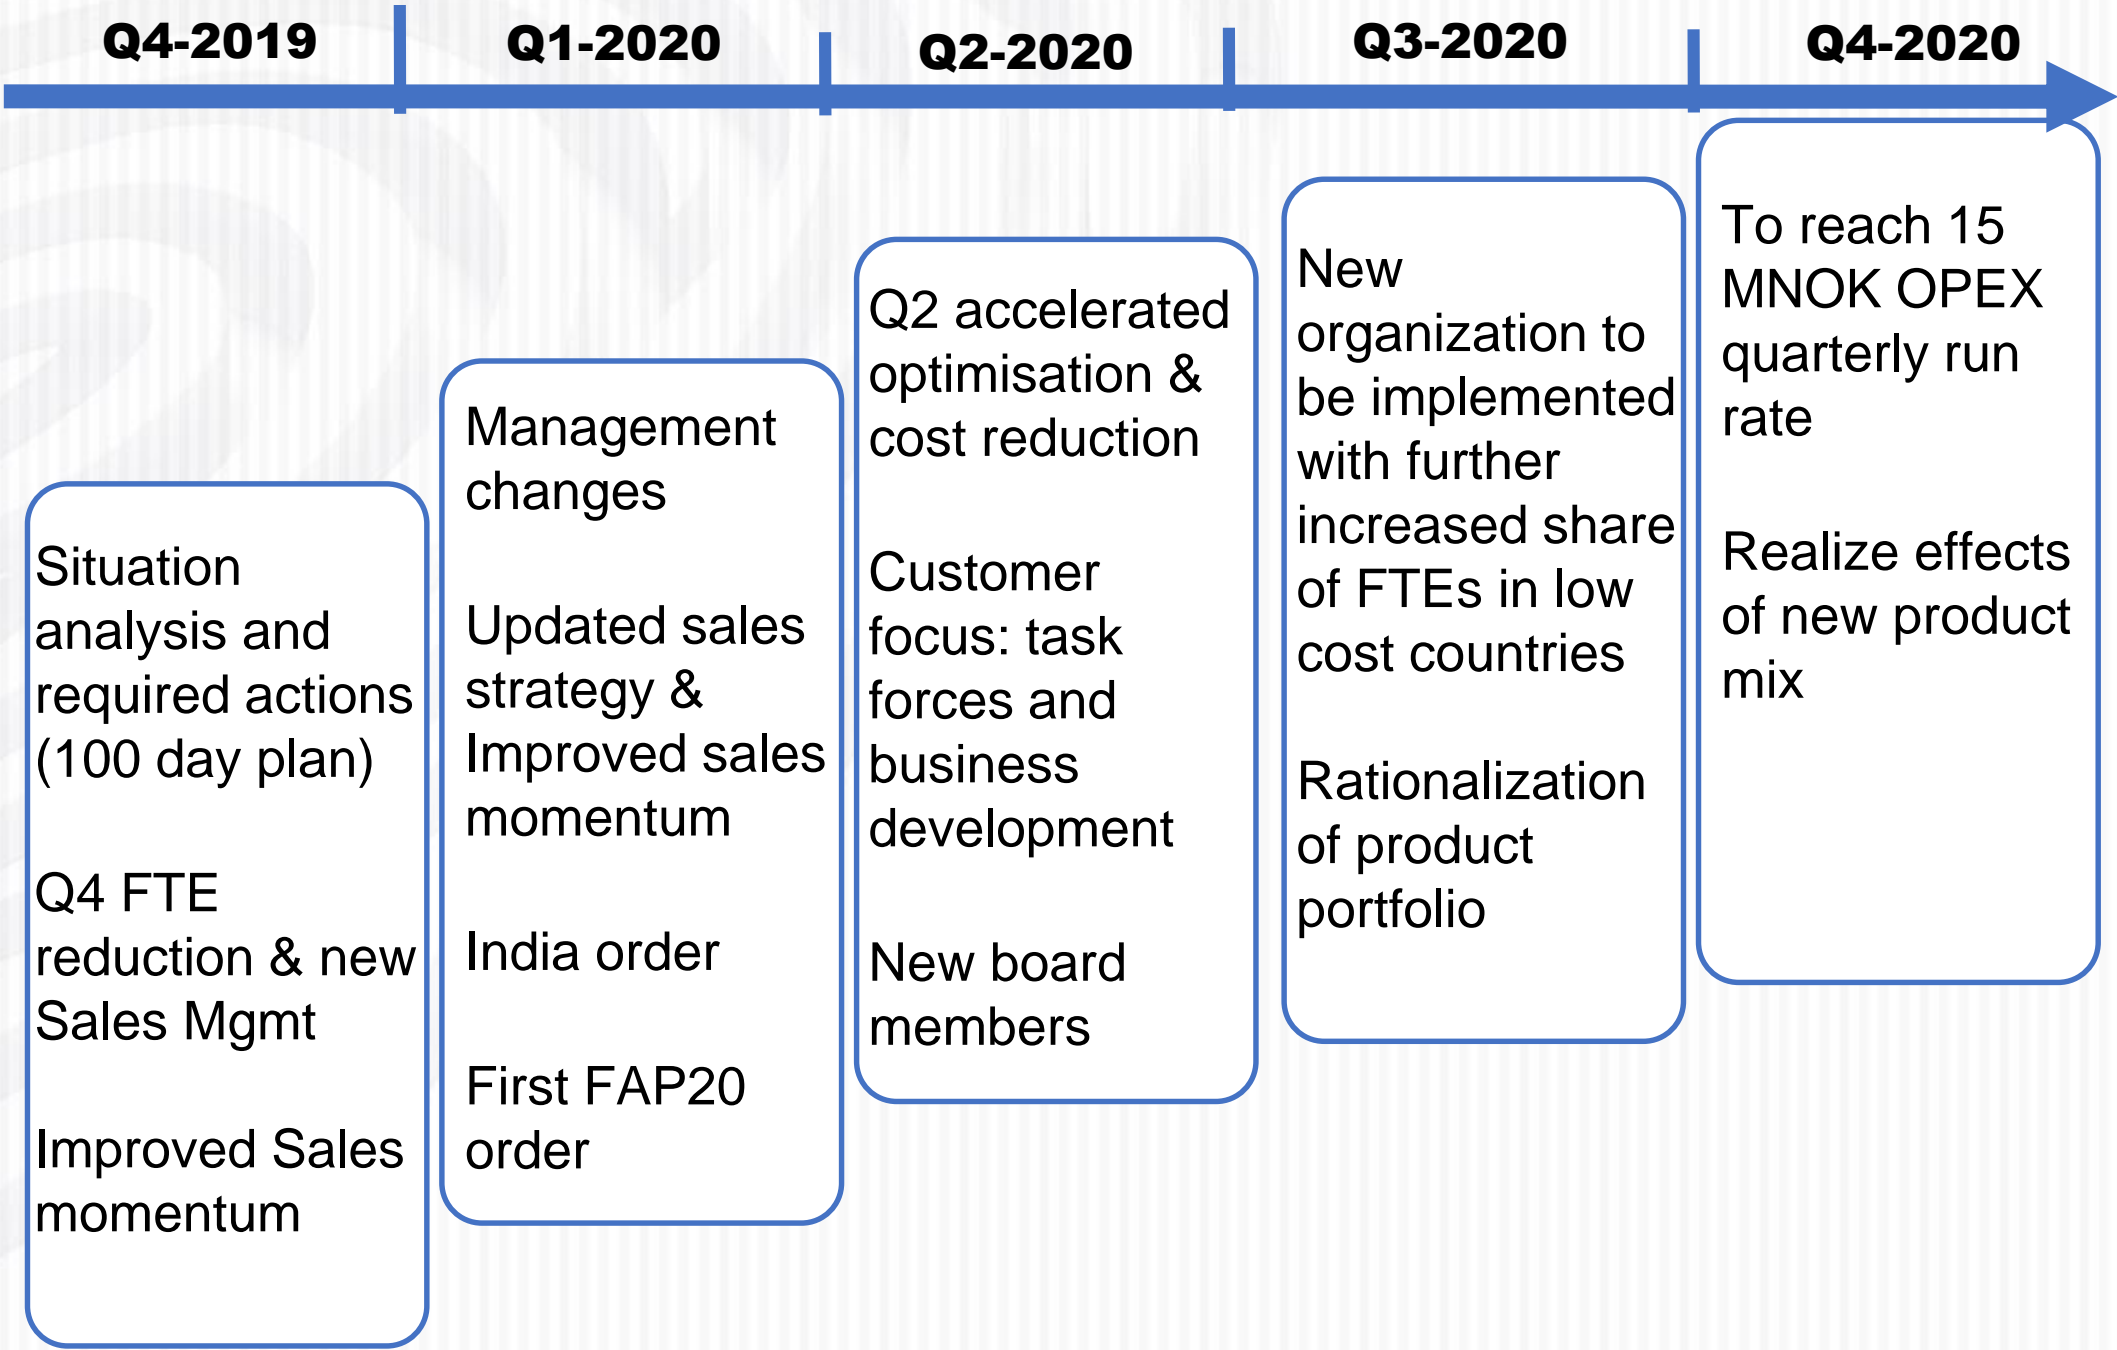 Q4-2019
Q1-2020
Q2-2020
Q3-2020
Q4-2020
Situation
analysis and
required actions
(100 day plan)
Q4 FTE
reduction & new
Sales Mgmt
Improved Sales
momentum
Management
changes
Updated sales
strategy &
Improved sales
momentum
India order
First FAP20
order
Q2 accelerated
optimisation &
cost reduction
Customer
focus: task
forces and
business
development
New board
members
New
organization to
be implemented
with further
increased share
of FTEs in low
cost countries
Rationalization
of product
portfolio
To reach 15
MNOK OPEX
quarterly run
rate
Realize effects
of new product
mix